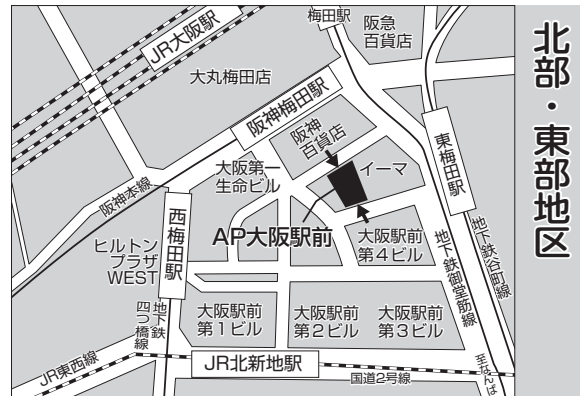 北部・東部地区
梅田駅
阪急
百貨店
JR大阪駅
大丸梅田店
阪神梅田駅
阪神
百貨店
東梅田駅
大阪第一
生命ビル
イーマ
阪神本線
西梅田駅
AP大阪駅前
ヒルトン
プラザ
WEST
大阪駅前
第4ビル
地下鉄御堂筋線
地下鉄谷町線
地下鉄
四つ橋線
大阪駅前
第1ビル
大阪駅前
第2ビル
大阪駅前
第3ビル
JR東西線
JR北新地駅
国道2号線
至なんば